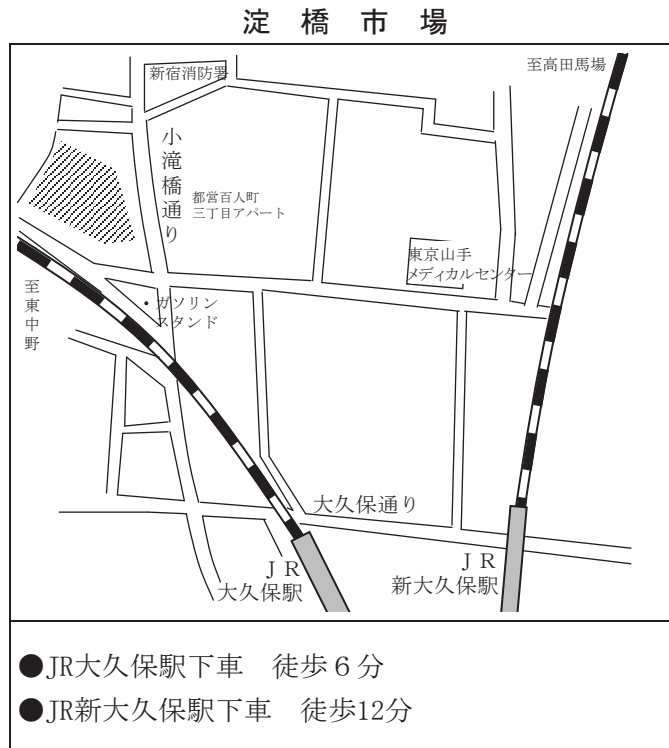 淀橋市場
新宿消防署
至高田馬場
小滝橋通り
都営百人町
三丁目アパート
東京山手
メディカルセンター
至東中野
・ガソリン
スタンド
大久保通り
ＪＲ
大久保駅
ＪＲ
新大久保駅
●JR大久保駅下車　徒歩６分
●JR新大久保駅下車　徒歩12分